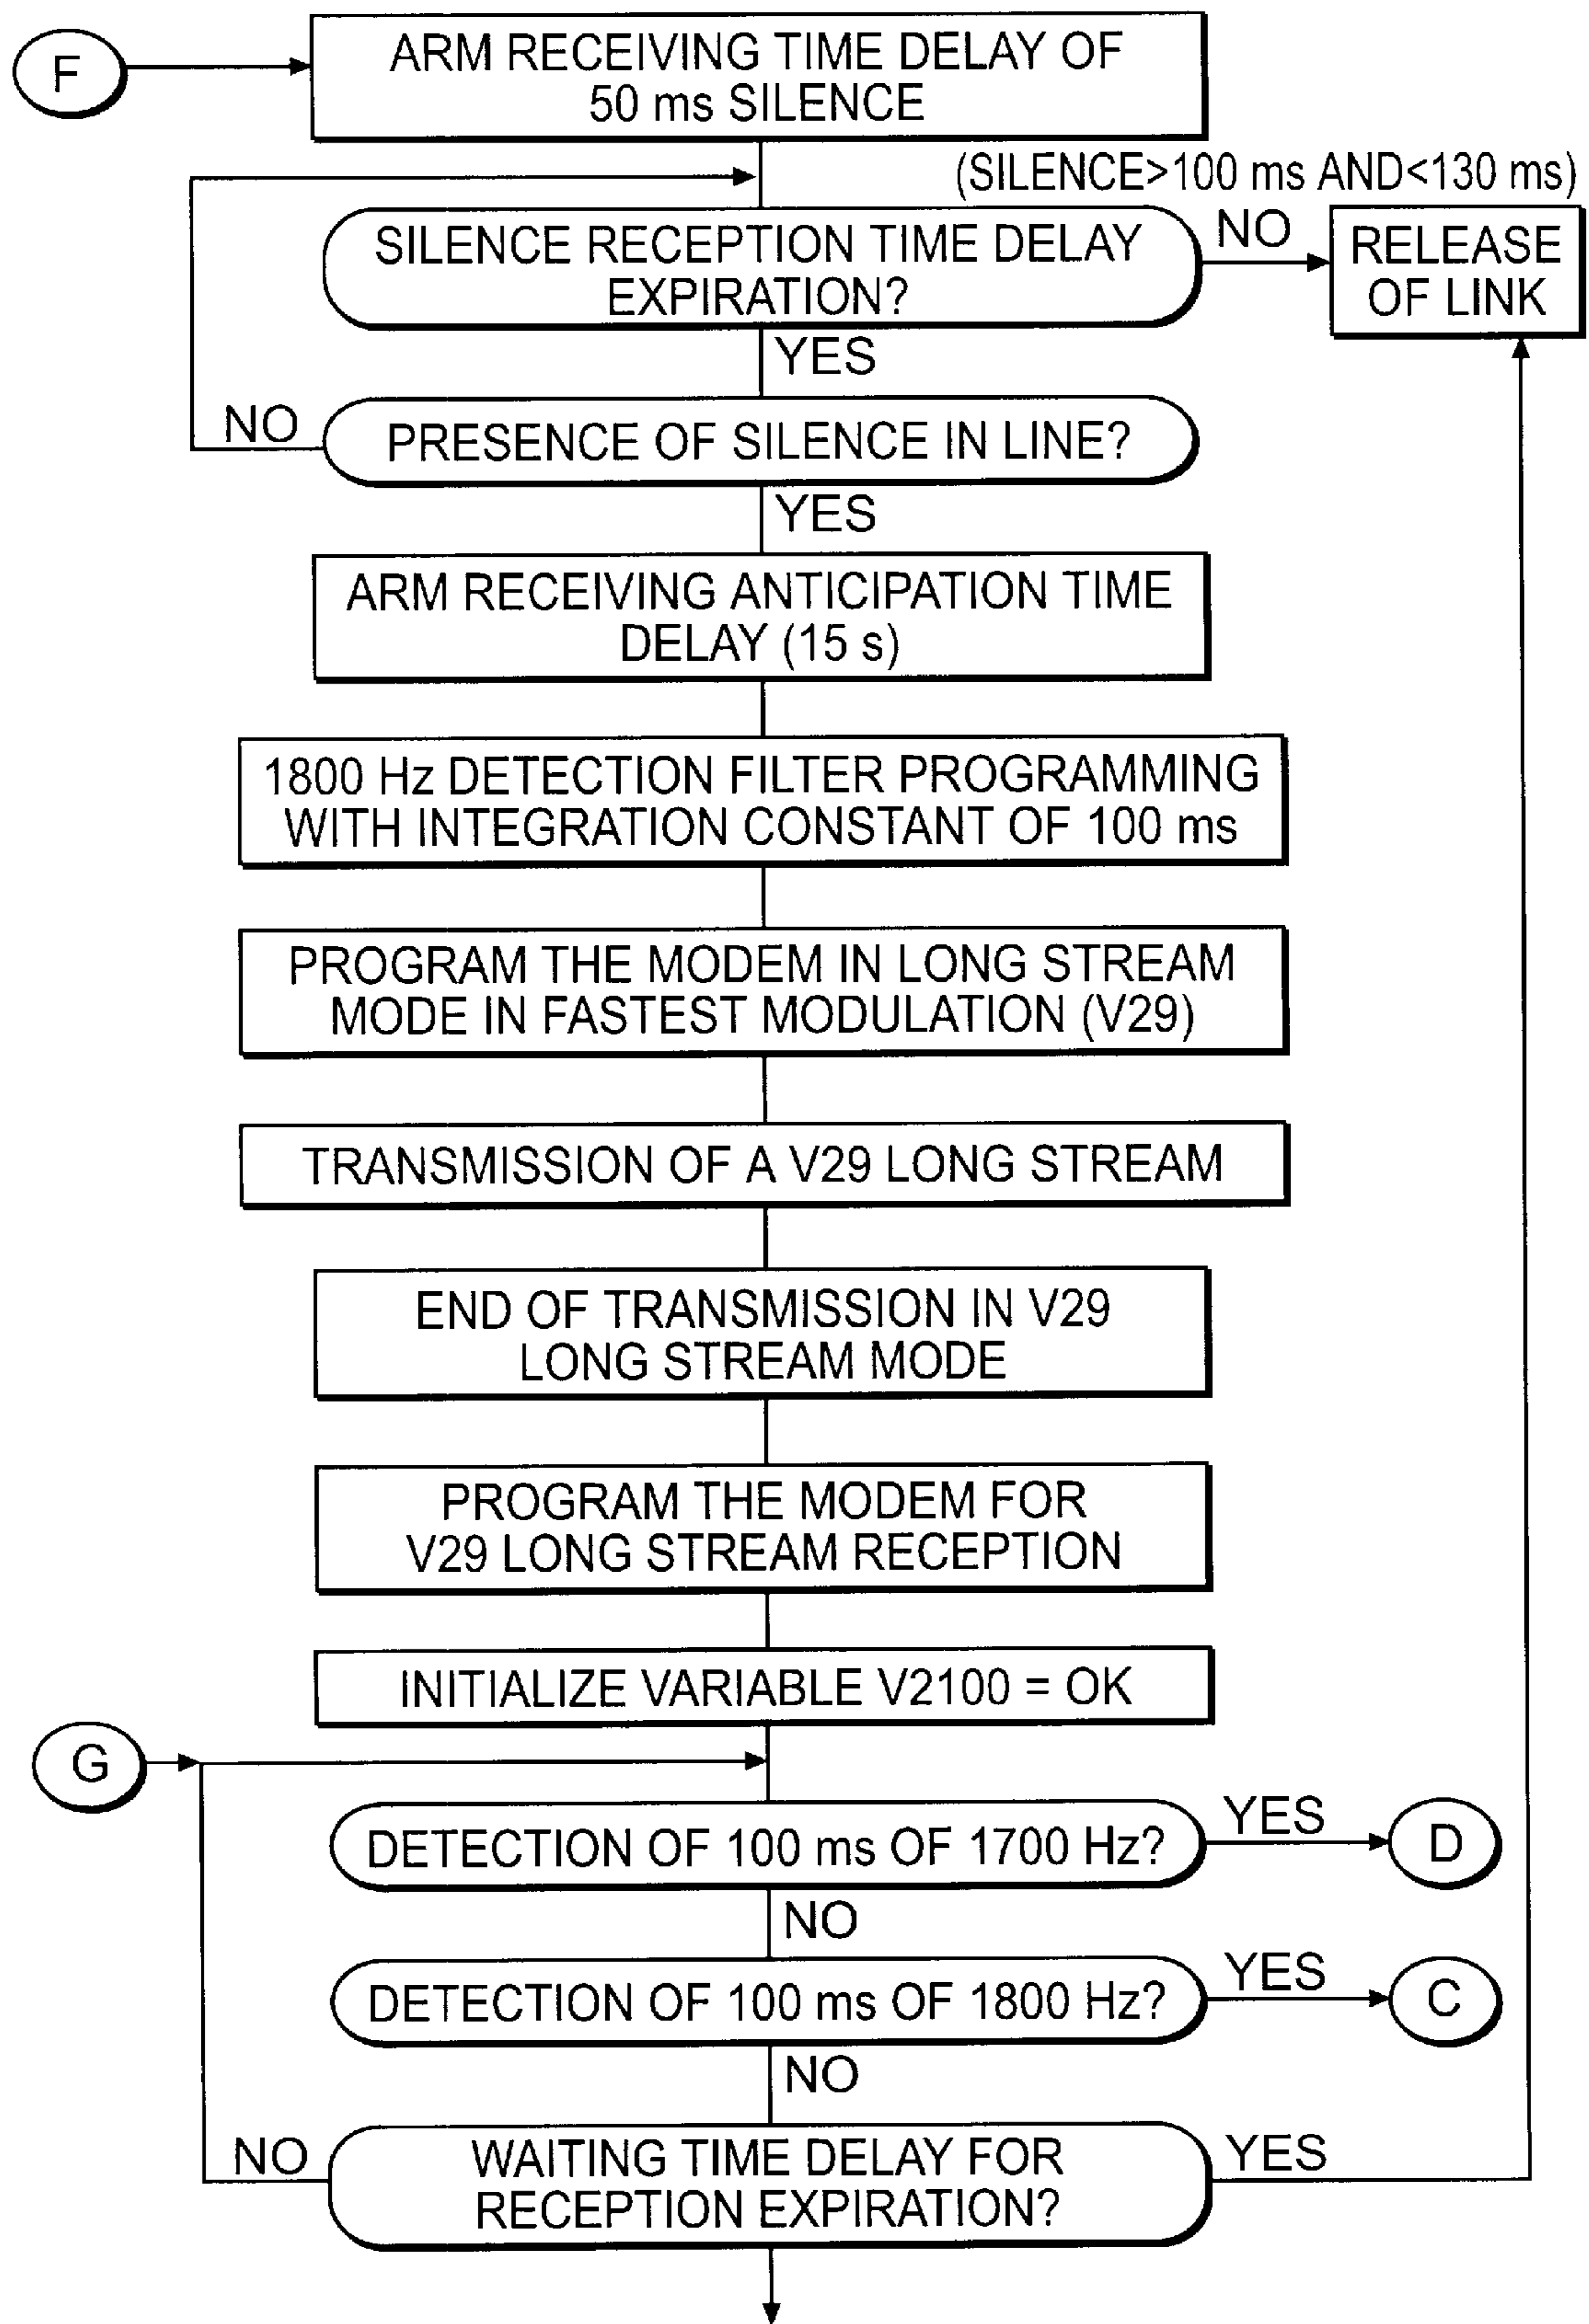 F
ARM RECEIVING TIME DELAY OF
50 ms SILENCE
(SILENCE>100 ms AND<130 ms)
SILENCE RECEPTION TIME DELAY
EXPIRATION?
NO
RELEASE
OF LINK
YES
NO
PRESENCE OF SILENCE IN LINE?
YES
ARM RECEIVING ANTICIPATION TIME
DELAY (15 s)
1800 Hz DETECTION FILTER PROGRAMMING
WITH INTEGRATION CONSTANT OF 100 ms
PROGRAM THE MODEM IN LONG STREAM
MODE IN FASTEST MODULATION (V29)
TRANSMISSION OF A V29 LONG STREAM
END OF TRANSMISSION IN V29
LONG STREAM MODE
PROGRAM THE MODEM FOR
V29 LONG STREAM RECEPTION
INITIALIZE VARIABLE V2100 = OK
G
DETECTION OF 100 ms OF 1700 Hz?
YES
D
NO
DETECTION OF 100 ms OF 1800 Hz?
YES
C
NO
NO
WAITING TIME DELAY FOR
RECEPTION EXPIRATION?
YES